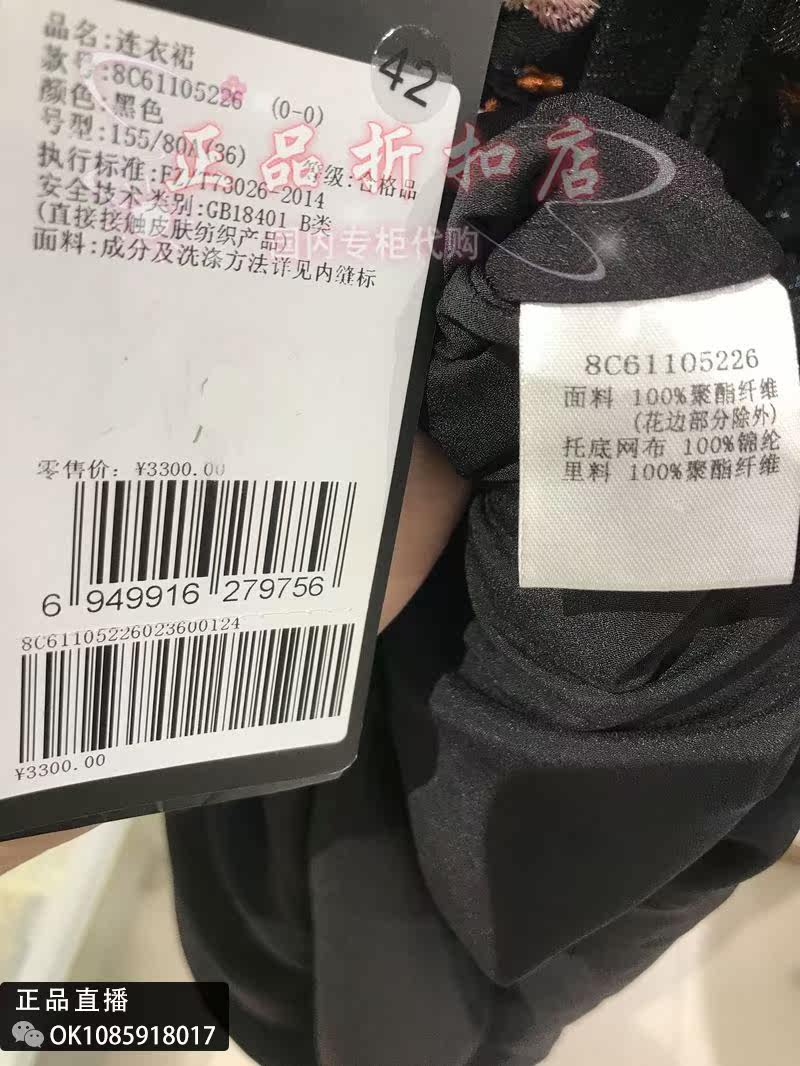 品名:连衣裙
款号:8C61105226 (0-0)
颜色:黑色
号型:155/80A(36) 等级:合格品
执行标准:FZ/T73026-2014
安全技术类别:GB18401 B类
(直接接触皮肤纺织产品)
面料:成分及洗涤方法详见内缝标
42
正品折扣店
国内专柜代购
零售价: ¥3300.00
6 949916 279756
8C61105226023600124
¥3300.00
8C61105226
面料 100%聚酯纤维
(花边部分除外)
托底网布 100%锦纶
里料 100%聚酯纤维
正品直播
OK1085918017